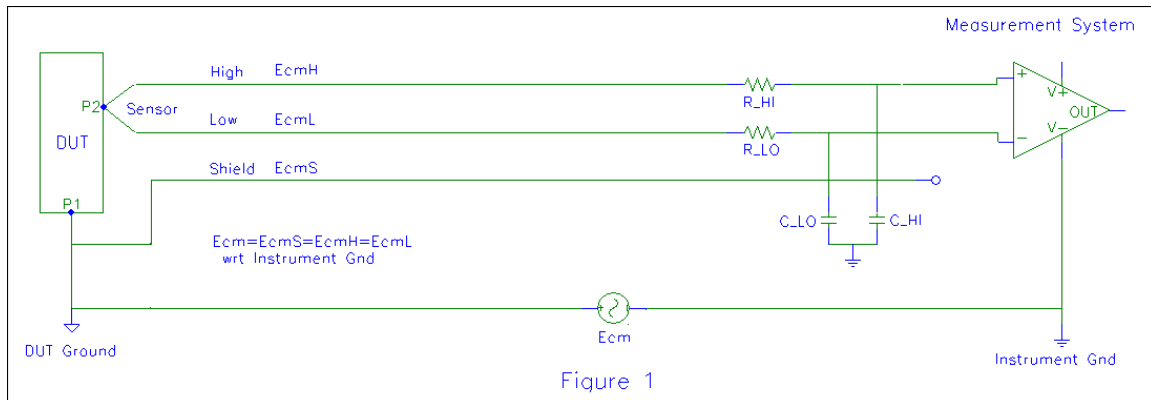 Measurement System
High EcmH
R_HI
+
V+
P2
Sensor
OUT
Low EcmL
V-
-
DUT
R_LO
Shield EcmS
P1
C_LO
C_HI
Ecm=EcmS=EcmH=EcmL
wrt Instrument Gnd
+
-
Ecm
DUT Ground
Instrument Gnd
Figure 1